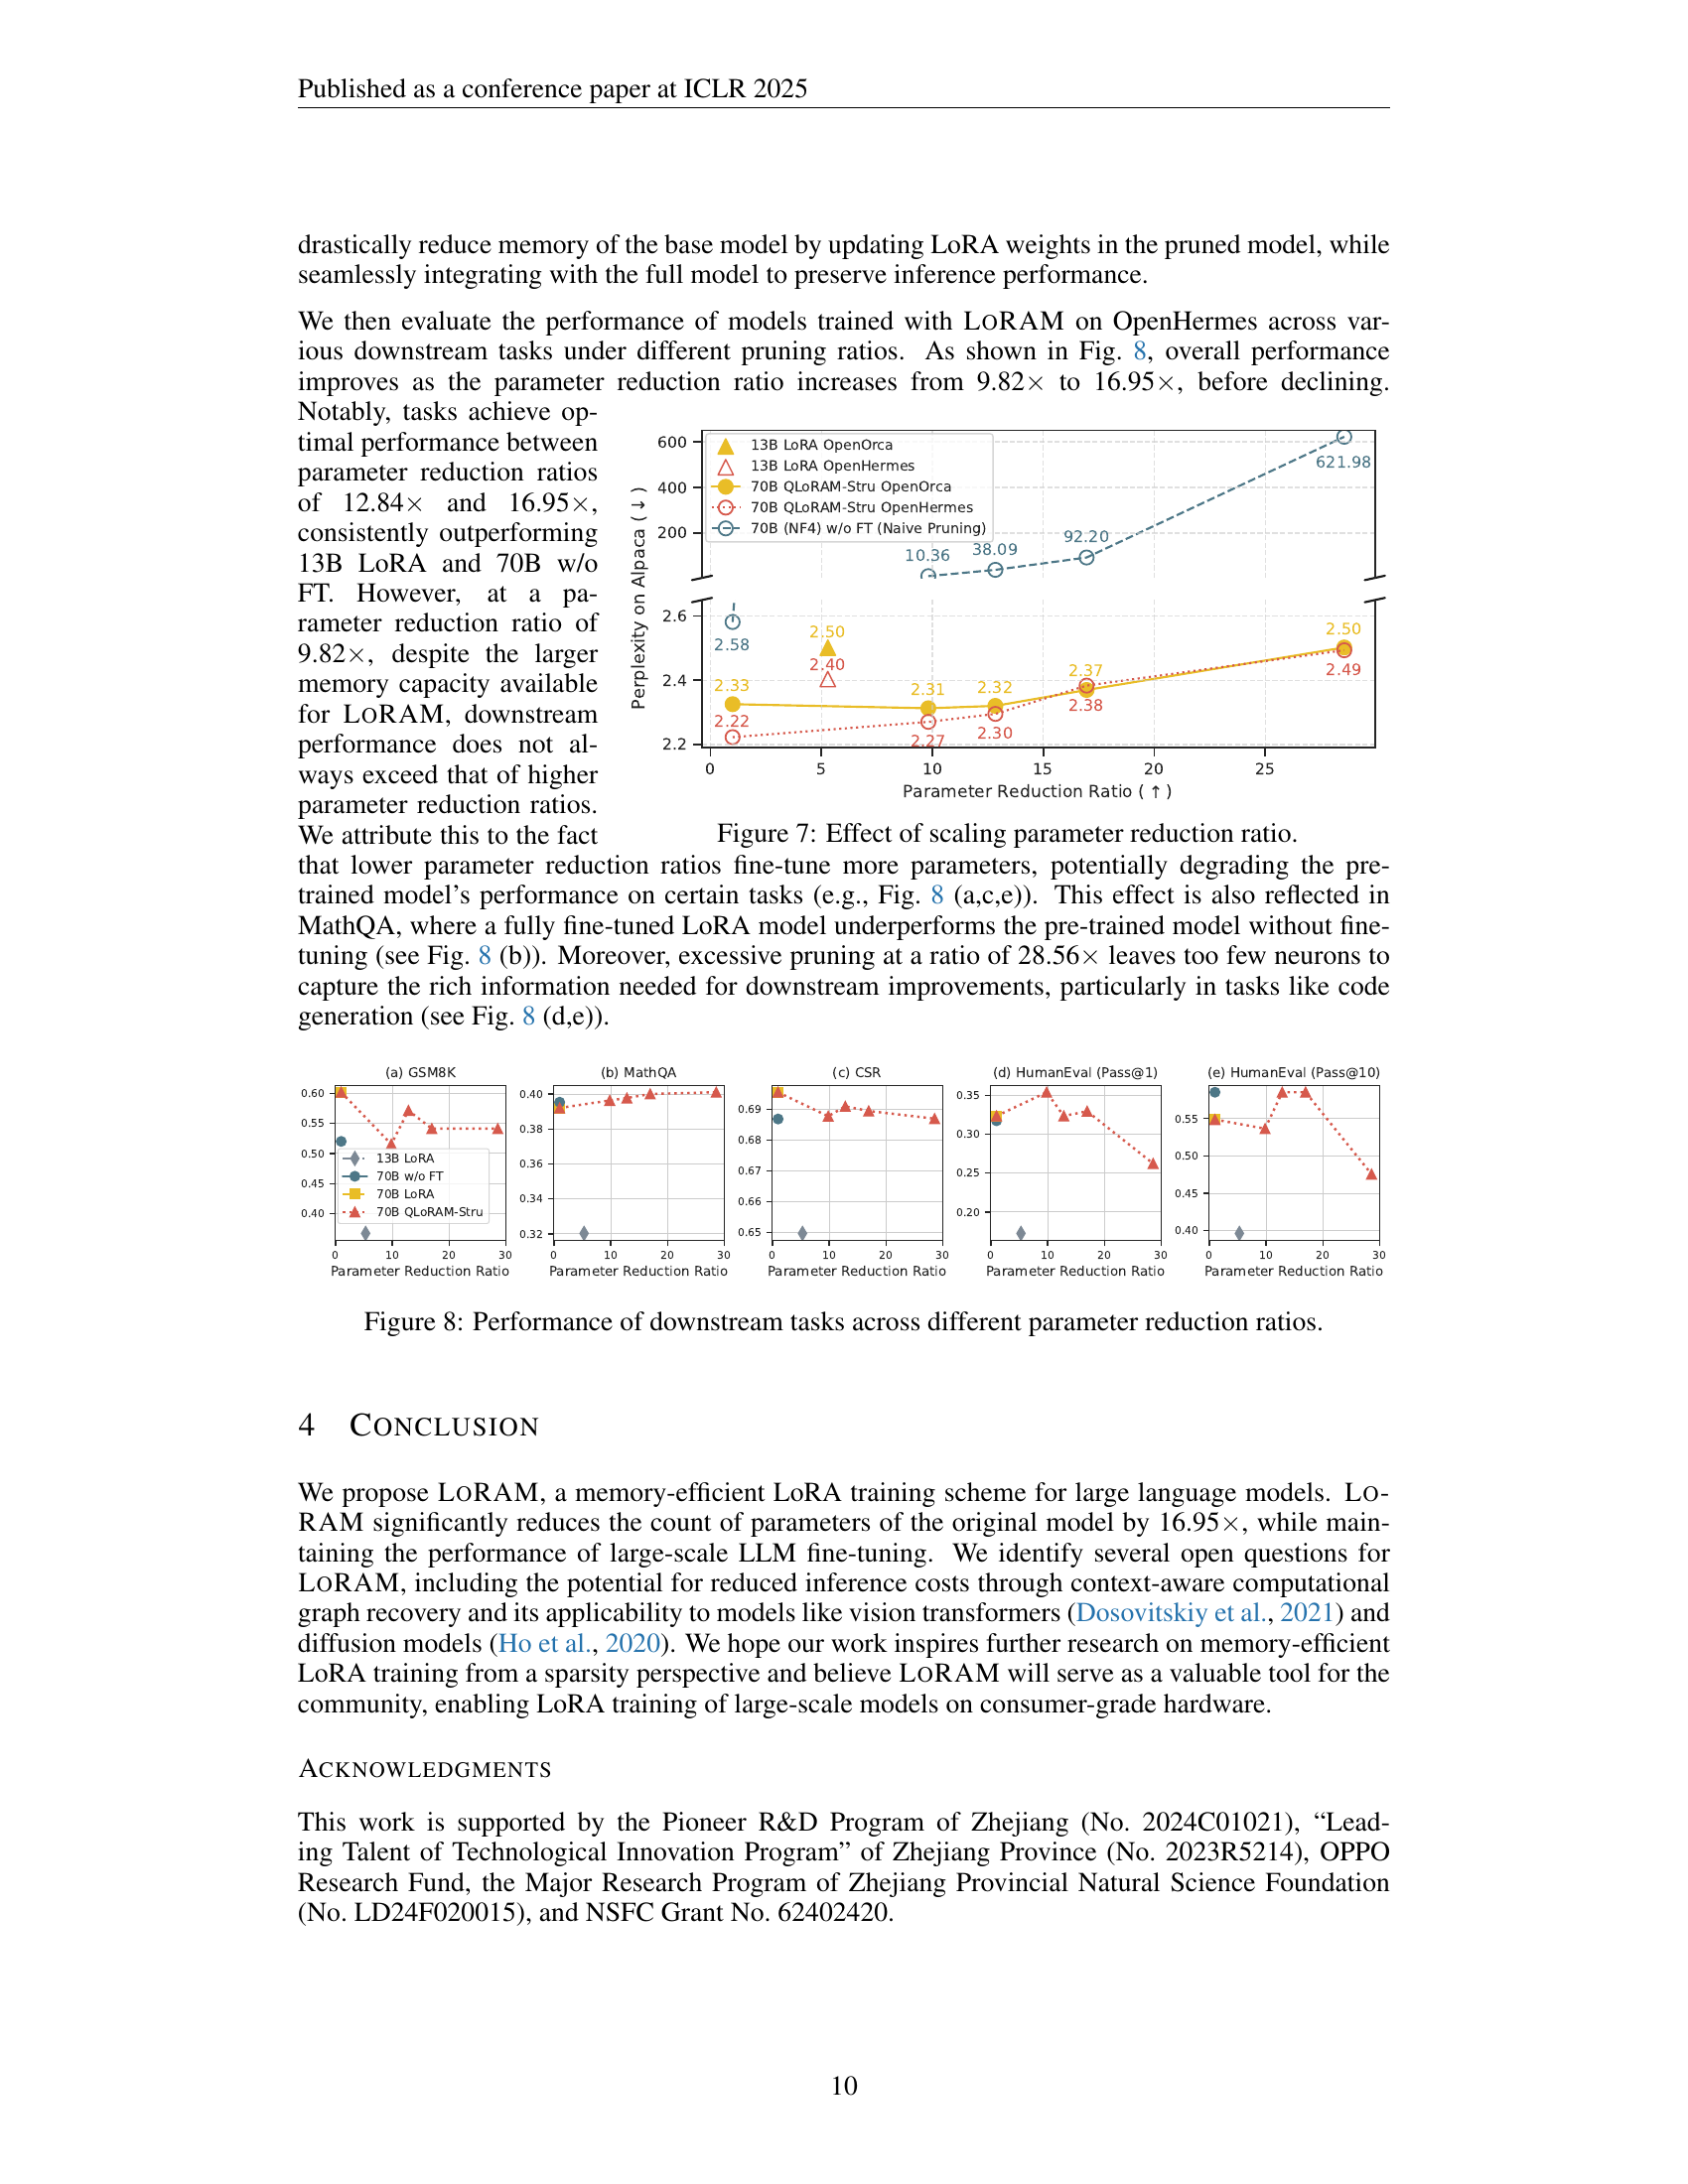 Published as a conference paper at ICLR 2025
drastically reduce memory of the base model by updating LoRA weights in the pruned model, while
seamlessly integrating with the full model to preserve inference performance.
We then evaluate the performance of models trained with LORAM on OpenHermes across var-
ious downstream tasks under different pruning ratios. As shown in Fig. 8, overall performance
improves as the parameter reduction ratio increases from 9.82× to 16.95×, before declining.
Notably, tasks achieve op-
timal performance between
parameter reduction ratios
of 12.84× and 16.95×,
consistently outperforming
13B LoRA and 70B w/o
FT. However, at a pa-
rameter reduction ratio of
9.82×, despite the larger
memory capacity available
for LORAM, downstream
performance does not al-
ways exceed that of higher
parameter reduction ratios.
We attribute this to the fact
600
400
200
2.6
2.4
2.2
Perplexity on Alpaca (↓)
13B LoRA OpenOrca
13B LoRA OpenHermes
70B QLoRAM-Stru OpenOrca
70B QLoRAM-Stru OpenHermes
70B (NF4) w/o FT (Naive Pruning)
10.36
38.09
92.20
621.98
2.58
2.50
2.40
2.33
2.22
2.31
2.27
2.32
2.30
2.37
2.38
2.50
2.49
0 5 10 15 20 25
Parameter Reduction Ratio (↑)
Figure 7: Effect of scaling parameter reduction ratio.
that lower parameter reduction ratios fine-tune more parameters, potentially degrading the pre-
trained model's performance on certain tasks (e.g., Fig. 8 (a,c,e)). This effect is also reflected in
MathQA, where a fully fine-tuned LoRA model underperforms the pre-trained model without fine-
tuning (see Fig. 8 (b)). Moreover, excessive pruning at a ratio of 28.56× leaves too few neurons to
capture the rich information needed for downstream improvements, particularly in tasks like code
generation (see Fig. 8 (d,e)).
(a) GSM8K
0.60
0.55
0.50
0.45
0.40
13B LoRA
70B w/o FT
70B LoRA
70B QLoRAM-Stru
0 10 20 30
Parameter Reduction Ratio
(b) MathQA
0.40
0.38
0.36
0.34
0.32
0 10 20 30
Parameter Reduction Ratio
(c) CSR
0.69
0.68
0.67
0.66
0.65
0 10 20 30
Parameter Reduction Ratio
(d) HumanEval (Pass@1)
0.35
0.30
0.25
0.20
0 10 20 30
Parameter Reduction Ratio
(e) HumanEval (Pass@10)
0.55
0.50
0.45
0.40
0 10 20 30
Parameter Reduction Ratio
Figure 8: Performance of downstream tasks across different parameter reduction ratios.
4 CONCLUSION
We propose LORAM, a memory-efficient LoRA training scheme for large language models. LO-
RAM significantly reduces the count of parameters of the original model by 16.95×, while main-
taining the performance of large-scale LLM fine-tuning. We identify several open questions for
LORAM, including the potential for reduced inference costs through context-aware computational
graph recovery and its applicability to models like vision transformers (Dosovitskiy et al., 2021) and
diffusion models (Ho et al., 2020). We hope our work inspires further research on memory-efficient
LoRA training from a sparsity perspective and believe LORAM will serve as a valuable tool for the
community, enabling LoRA training of large-scale models on consumer-grade hardware.
ACKNOWLEDGMENTS
This work is supported by the Pioneer R&D Program of Zhejiang (No. 2024C01021), “Lead-
ing Talent of Technological Innovation Program” of Zhejiang Province (No. 2023R5214), OPPO
Research Fund, the Major Research Program of Zhejiang Provincial Natural Science Foundation
(No. LD24F020015), and NSFC Grant No. 62402420.
10